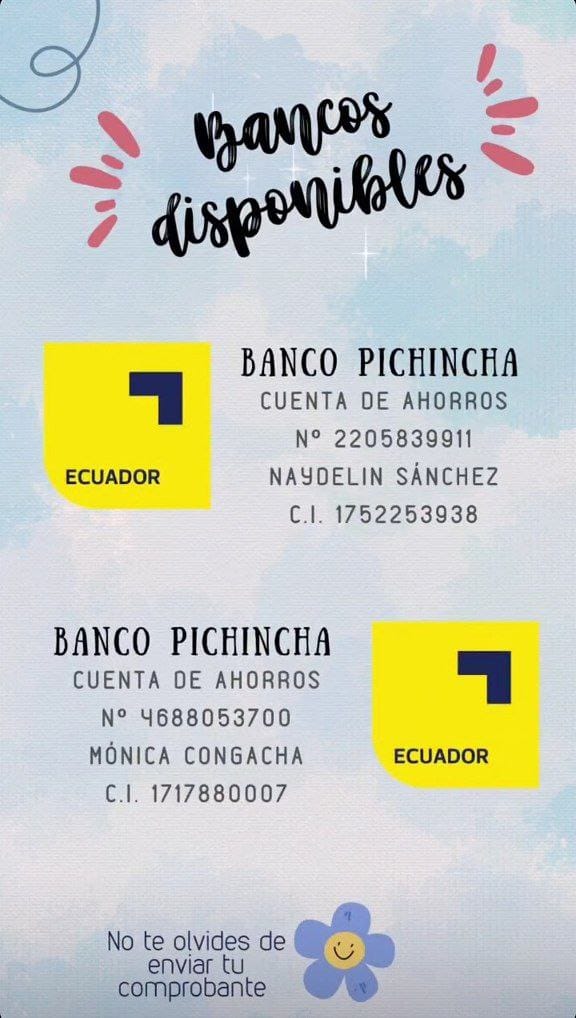 Bancos
disponibles
BANCO PICHINCHA
CUENTA DE AHORROS
Nº 2205839911
NAYDELIN SÁNCHEZ
C.I. 1752253938
ECUADOR
BANCO PICHINCHA
CUENTA DE AHORROS
Nº 4688053700
MÓNICA CONGACHA
C.I. 1717880007
ECUADOR
No te olvides de
enviar tu
comprobante